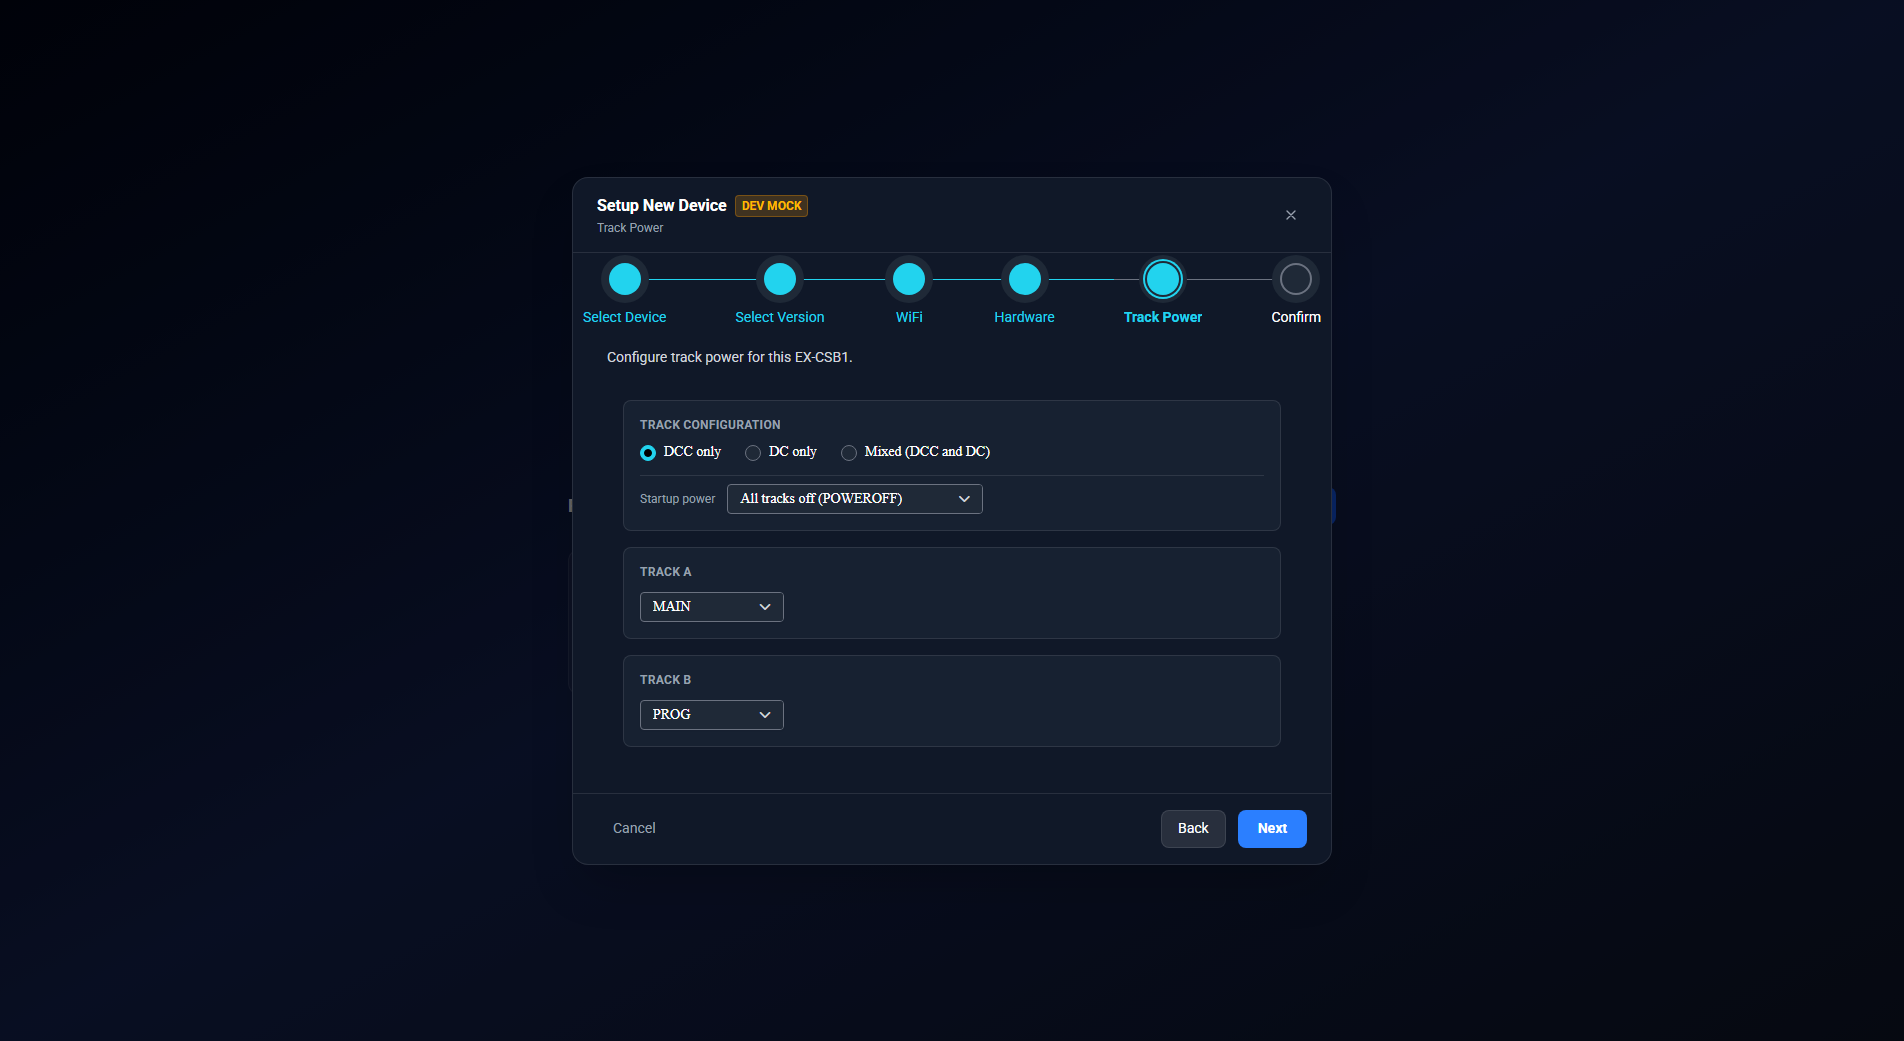 Setup New Device DEV MOCK
Track Power
Select Device Select Version WiFi Hardware Track Power Confirm
Configure track power for this EX-CSB1.
TRACK CONFIGURATION
DCC only DC only Mixed (DCC and DC)
Startup power All tracks off (POWEROFF)
TRACK A
MAIN
TRACK B
PROG
Cancel Back Next